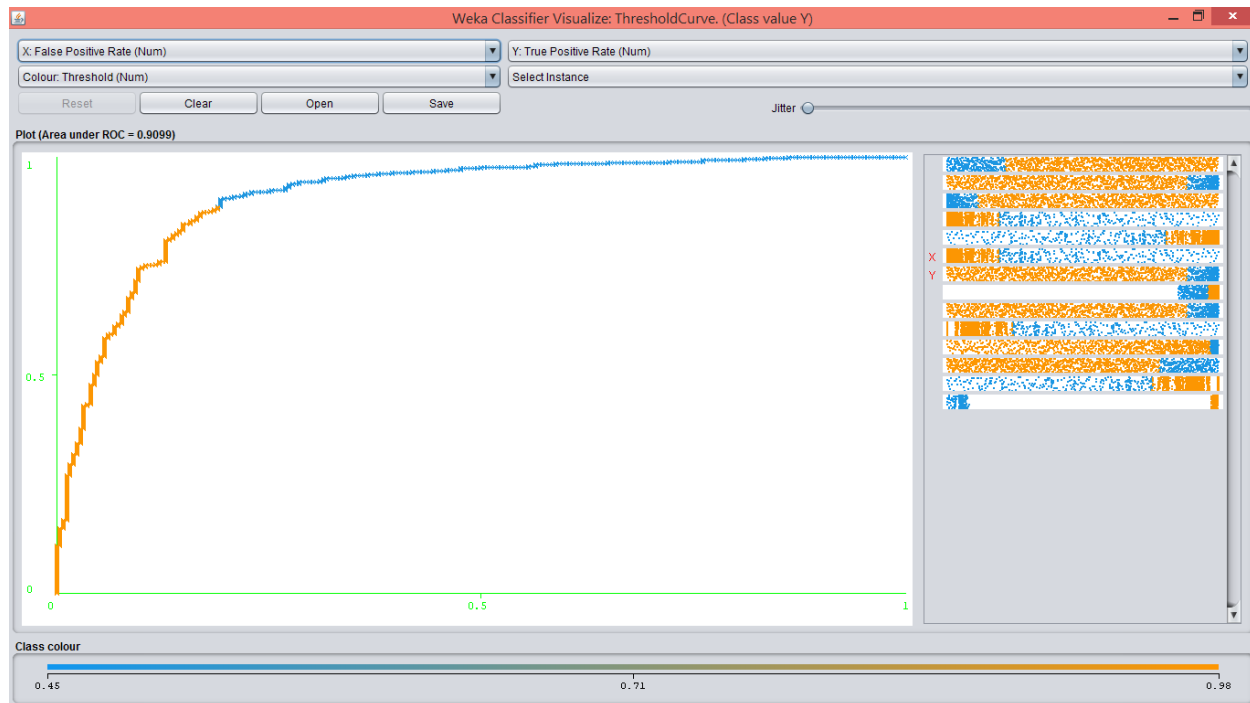 Weka Classifier Visualize: ThresholdCurve. (Class value Y)
X: False Positive Rate (Num)
Y: True Positive Rate (Num)
Colour: Threshold (Num)
Select Instance
Reset
Clear
Open
Save
Jitter
Plot (Area under ROC = 0.9099)
1
0.5
0
0
0.5
1
X
Y
Class colour
0.45
0.71
0.98